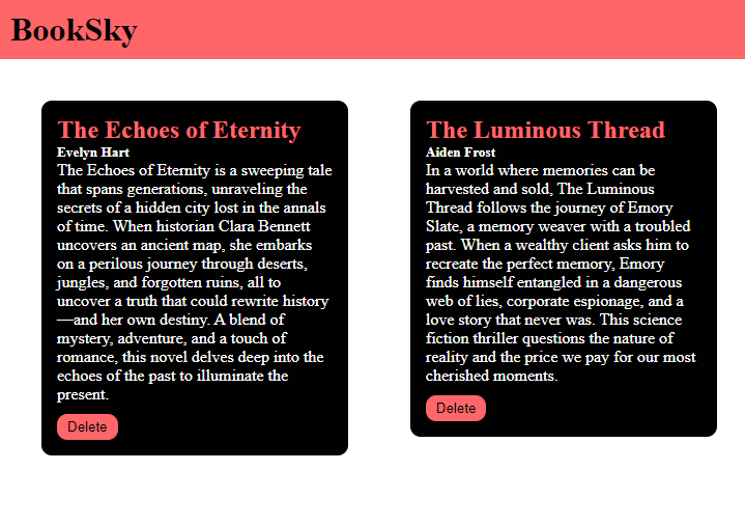 BookSky
The Echoes of Eternity
Evelyn Hart
The Echoes of Eternity is a sweeping tale
that spans generations, unraveling the
secrets of a hidden city lost in the annals
of time. When historian Clara Bennett
uncovers an ancient map, she embarks
on a perilous journey through deserts,
jungles, and forgotten ruins, all to
uncover a truth that could rewrite history
—and her own destiny. A blend of
mystery, adventure, and a touch of
romance, this novel delves deep into the
echoes of the past to illuminate the
present.
Delete
The Luminous Thread
Aiden Frost
In a world where memories can be
harvested and sold, The Luminous
Thread follows the journey of Emory
Slate, a memory weaver with a troubled
past. When a wealthy client asks him to
recreate the perfect memory, Emory
finds himself entangled in a dangerous
web of lies, corporate espionage, and a
love story that never was. This science
fiction thriller questions the nature of
reality and the price we pay for our most
cherished moments.
Delete